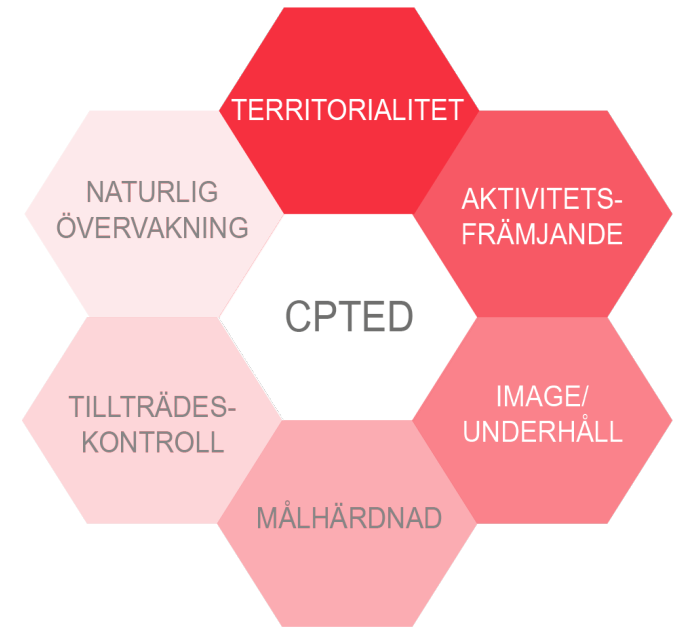 TERRITORIALITET
NATURLIG
ÖVERVAKNING
AKTIVITETS-
FRÄMJANDE
CPTED
TILLTRÄDES-
KONTROLL
IMAGE/
UNDERHÅLL
MÅLHÄRDNAD